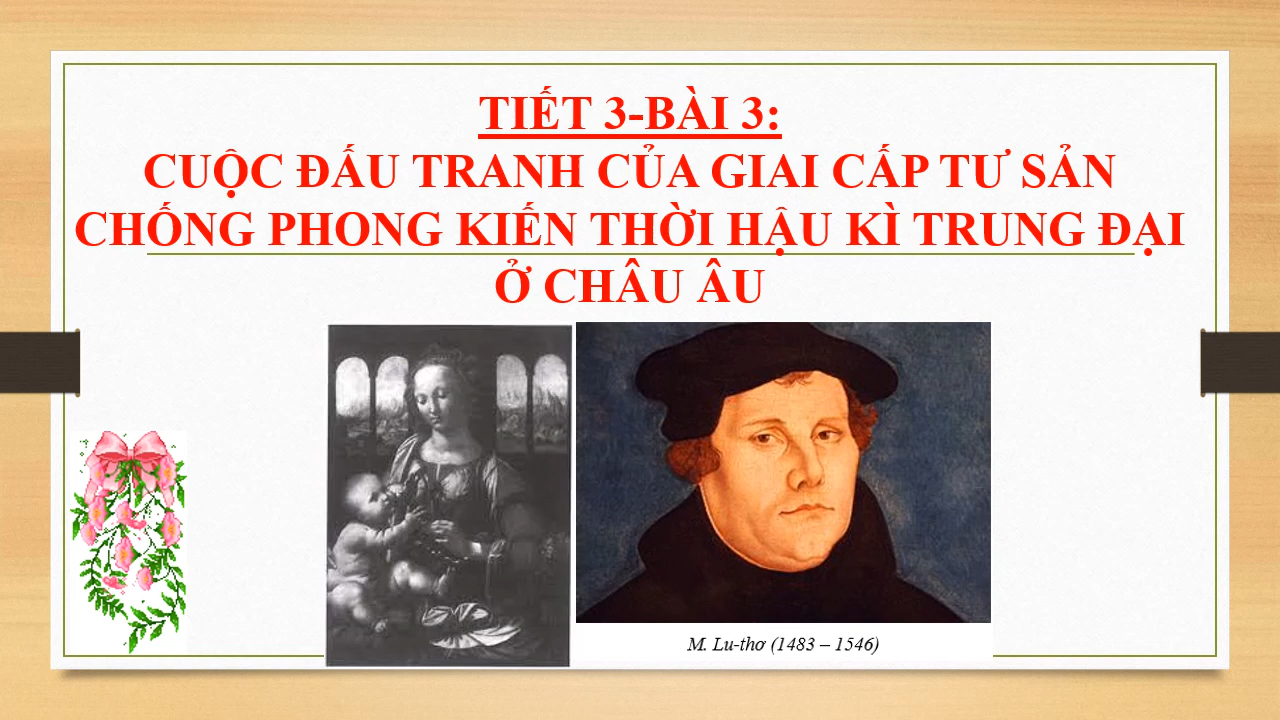 TIẾT 3-BÀI 3:
CUỘC ĐẤU TRANH CỦA GIAI CẤP TƯ SẢN
CHỐNG PHONG KIẾN THỜI HẬU KÌ TRUNG ĐẠI
Ở CHÂU ÂU
M. Lu-thơ (1483 – 1546)